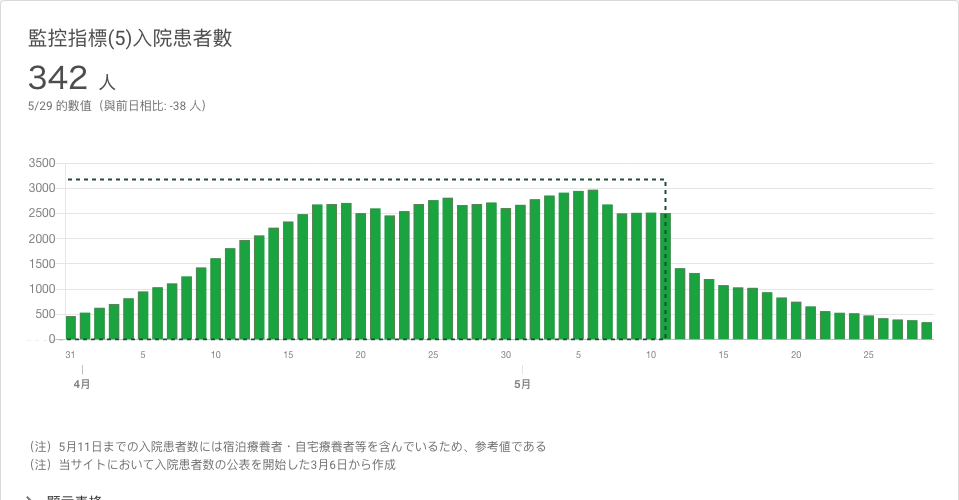 監控指標(5)入院患者數
342 人
5/29 的數值（與前日相比: -38 人）
3500
3000
2500
2000
1500
1000
500
0
31 5 10 15 20 25 30 5 10 15 20 25
4月 5月
（注）5月11日までの入院患者数には宿泊療養者・自宅療養者等を含んでいるため、参考値である
（注）当サイトにおいて入院患者数の公表を開始した3月6日から作成